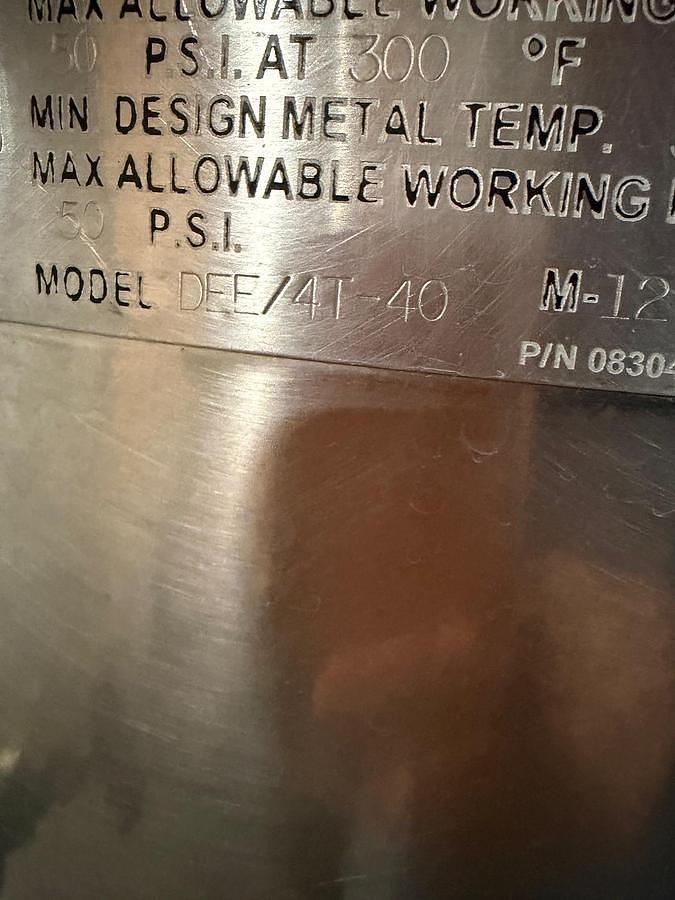 MAX ALLOWABLE WORKING
50 P.S.I. AT 300 °F
MIN DESIGN METAL TEMP.
MAX ALLOWABLE WORKING
50 P.S.I.
MODEL DEE/4T-40 M-12
P/N 08304